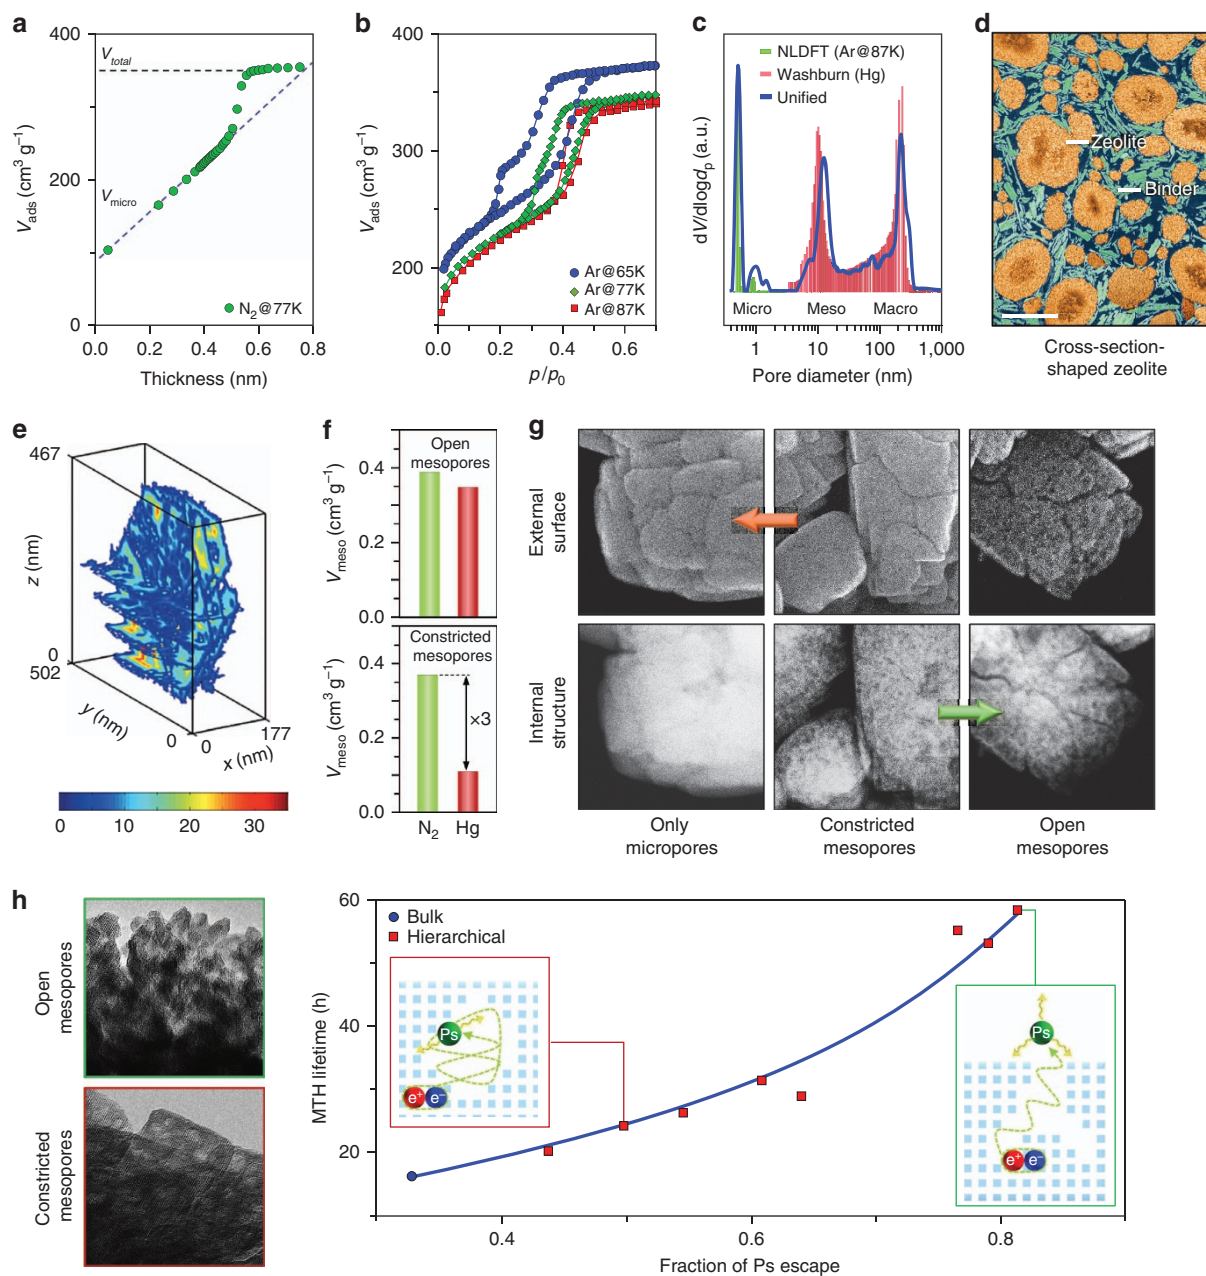 a
400
V_total
V_ads (cm³ g⁻¹)
200
V_micro
N₂@77K
0
0.0 0.2 0.4 0.6 0.8
Thickness (nm)
b
400
300
V_ads (cm³ g⁻¹)
200
Ar@65K
Ar@77K
Ar@87K
0.0 0.2 0.4 0.6
p/p₀
c
NLDFT (Ar@87K)
Washburn (Hg)
Unified
dV/dlogd_p (a.u.)
Micro Meso Macro
1 10 100 1,000
Pore diameter (nm)
d
Zeolite
Binder
Cross-section-
shaped zeolite
e
467
z (nm)
0
502
y (nm)
0
0
177
x (nm)
0 10 20 30
f
Open
mesopores
0.4
V_meso (cm³ g⁻¹)
0.2
0.0
Constricted
mesopores
0.4
×3
V_meso (cm³ g⁻¹)
0.2
0.0
N₂ Hg
g
External
surface
Internal
structure
Only
micropores
Constricted
mesopores
Open
mesopores
h
Open
mesopores
Constricted
mesopores
60
Bulk
Hierarchical
40
MTH lifetime (h)
20
Ps
e⁺ e⁻
Ps
e⁺ e⁻
0.4 0.6 0.8
Fraction of Ps escape